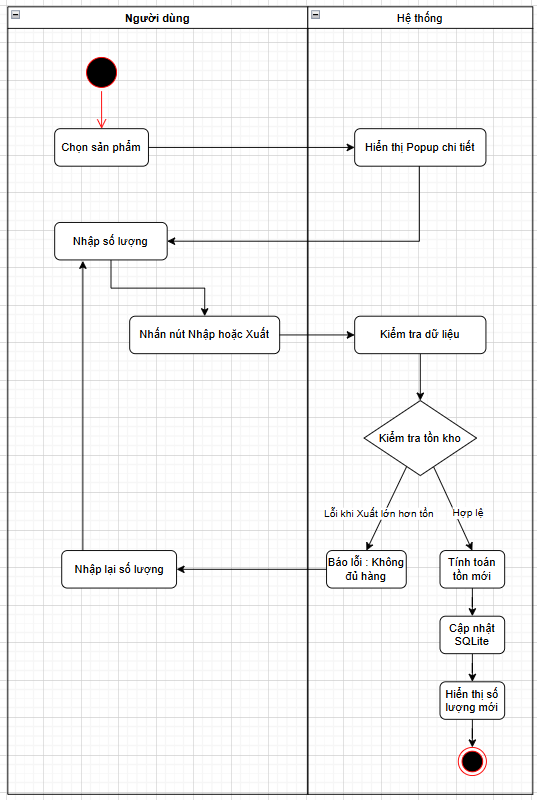 Người dùng
Hệ thống
Chọn sản phẩm
Hiển thị Popup chi tiết
Nhập số lượng
Nhấn nút Nhập hoặc Xuất
Kiểm tra dữ liệu
Kiểm tra tồn kho
Lỗi khi Xuất lớn hơn tồn
Hợp lệ
Nhập lại số lượng
Báo lỗi : Không
đủ hàng
Tính toán
tồn mới
Cập nhật
SQLite
Hiển thị số
lượng mới